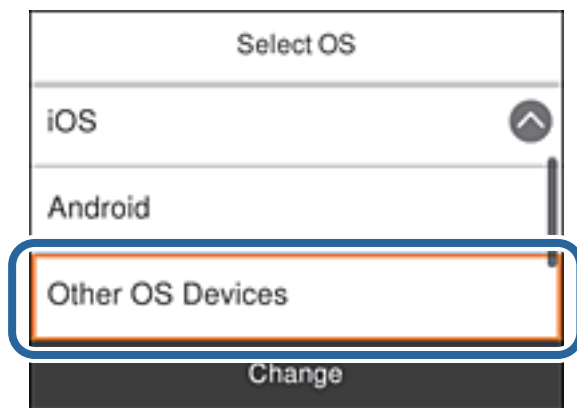 Select OS
iOS
Android
Other OS Devices
Change